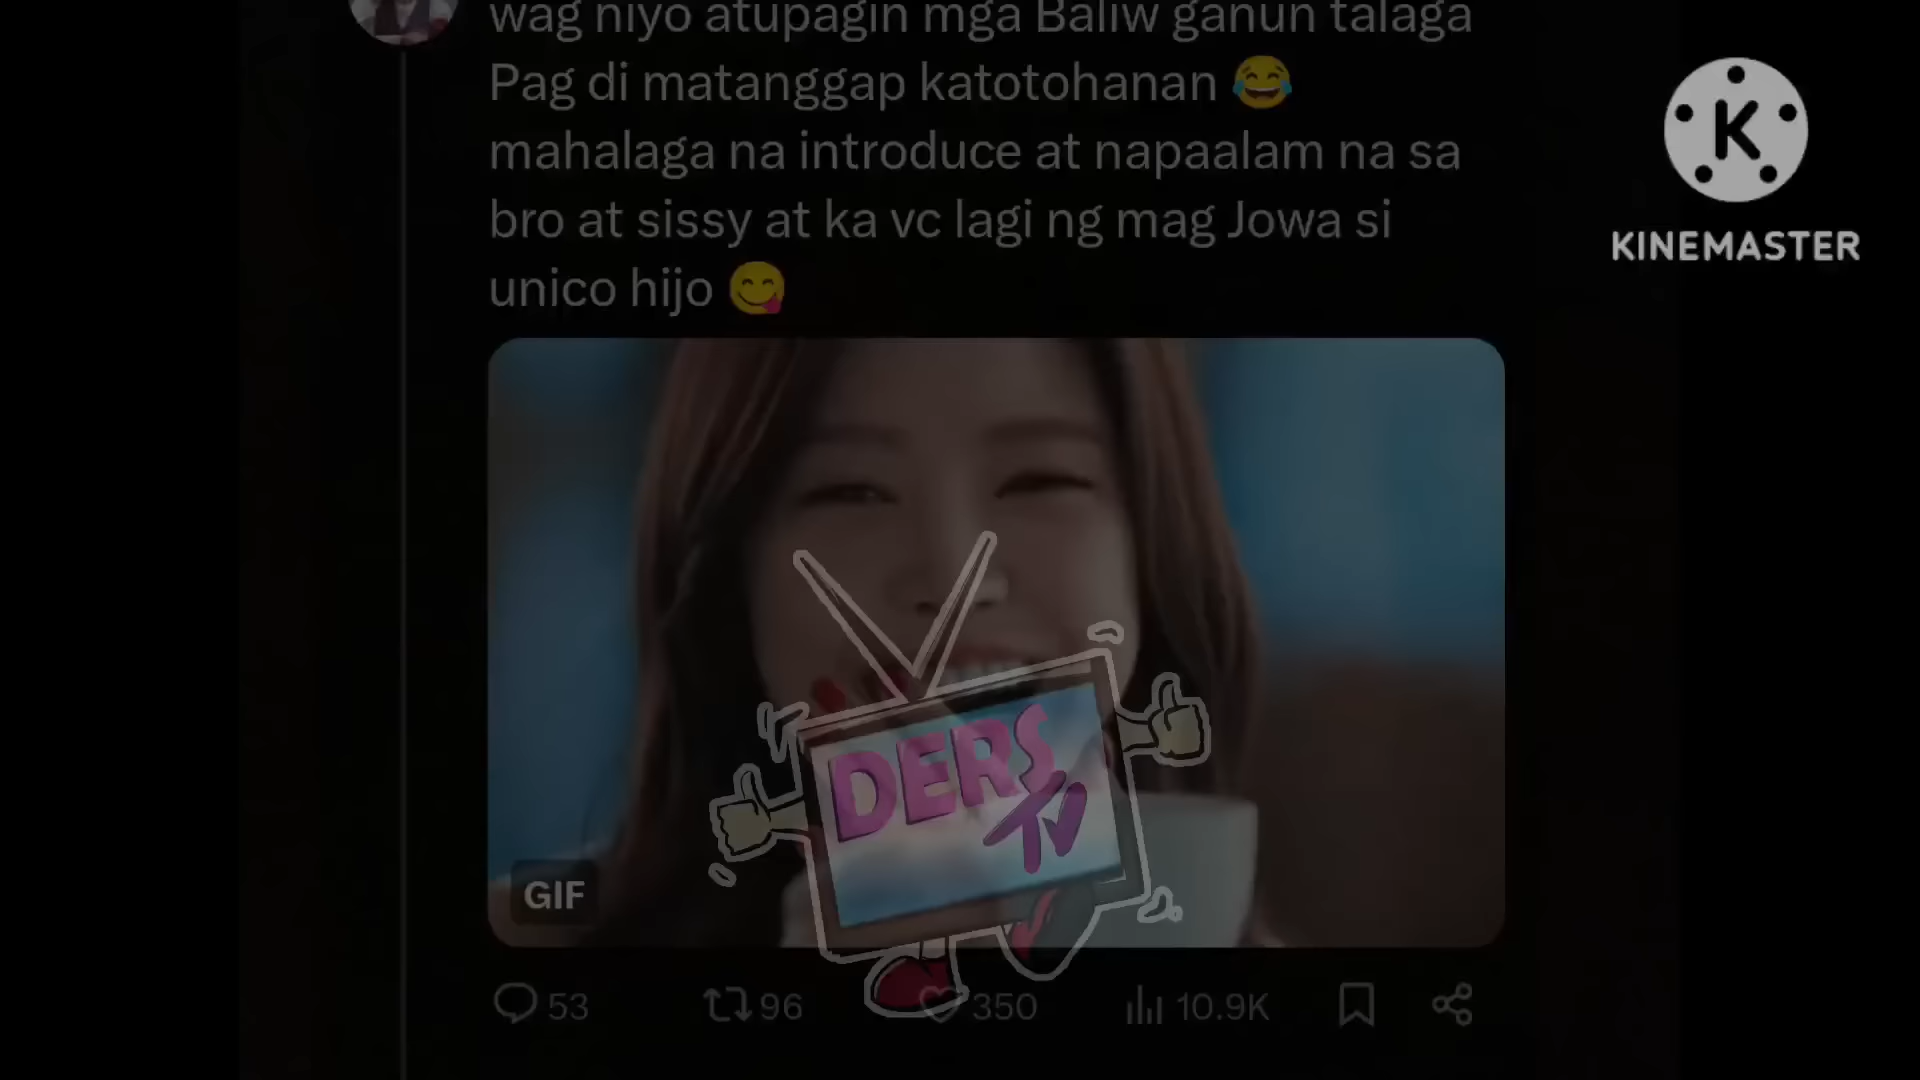 wag niyo atupagin mga Baliw ganun talaga
Pag di matanggap katotohanan 😂
mahalaga na introduce at napaalam na sa
bro at sissy at ka vc lagi ng mag Jowa si
unico hijo 😋
K
KINEMASTER
DERS
TV
GIF
53 96 350 10.9K